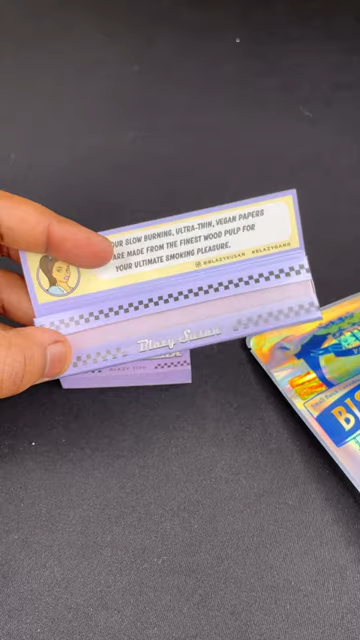 OUR SLOW BURNING, ULTRA-THIN, VEGAN PAPERS
ARE MADE FROM THE FINEST WOOD PULP FOR
YOUR ULTIMATE SMOKING PLEASURE.
@BLAZYSUSAN #BLAZYGANG
Blazy Susan